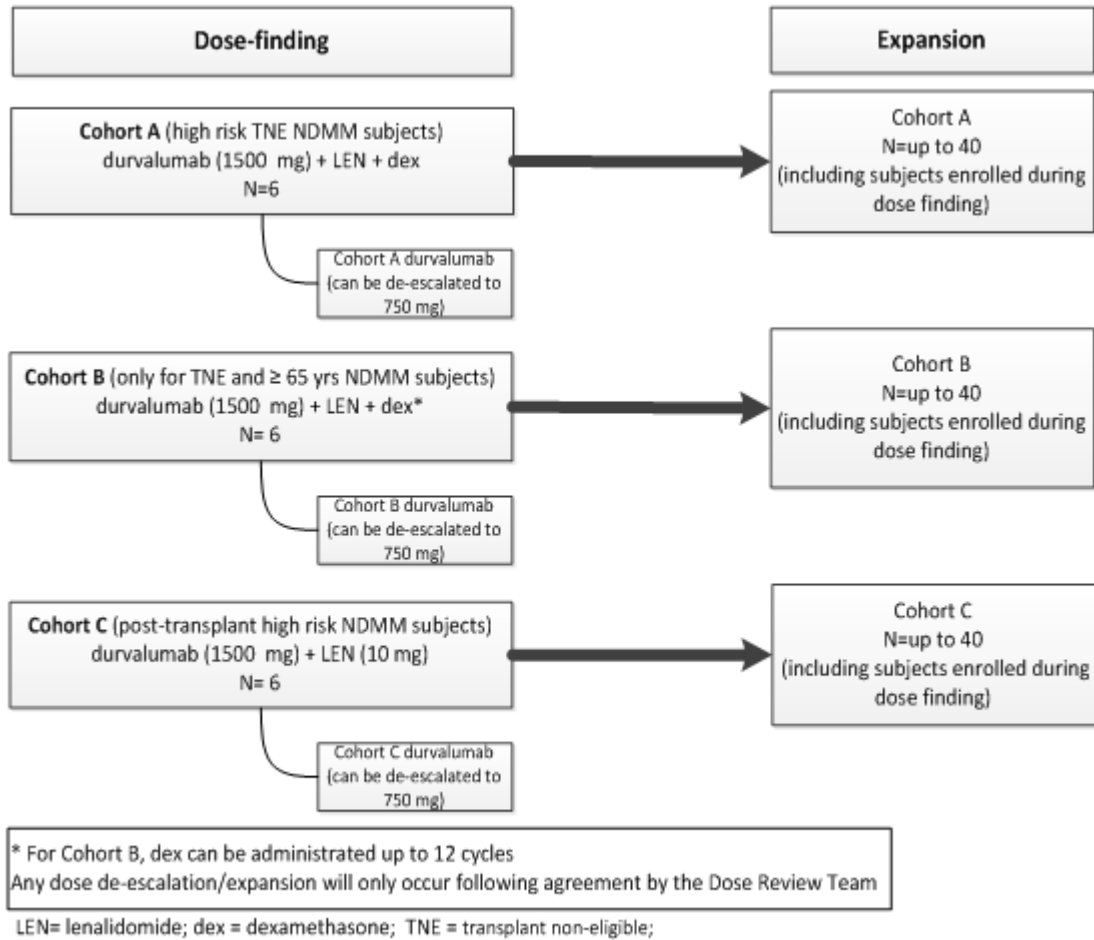 Dose-finding
Expansion
Cohort A (high risk TNE NDMM subjects)
durvalumab (1500 mg) + LEN + dex
N=6
Cohort A
N=up to 40
(including subjects enrolled during
dose finding)
Cohort A durvalumab
(can be de-escalated to
750 mg)
Cohort B (only for TNE and ≥ 65 yrs NDMM subjects)
durvalumab (1500 mg) + LEN + dex*
N= 6
Cohort B
N=up to 40
(including subjects enrolled during
dose finding)
Cohort B durvalumab
(can be de-escalated to
750 mg)
Cohort C (post-transplant high risk NDMM subjects)
durvalumab (1500 mg) + LEN (10 mg)
N= 6
Cohort C
N=up to 40
(including subjects enrolled during
dose finding)
Cohort C durvalumab
(can be de-escalated to
750 mg)
* For Cohort B, dex can be administrated up to 12 cycles
Any dose de-escalation/expansion will only occur following agreement by the Dose Review Team
LEN= lenalidomide; dex = dexamethasone; TNE = transplant non-eligible;